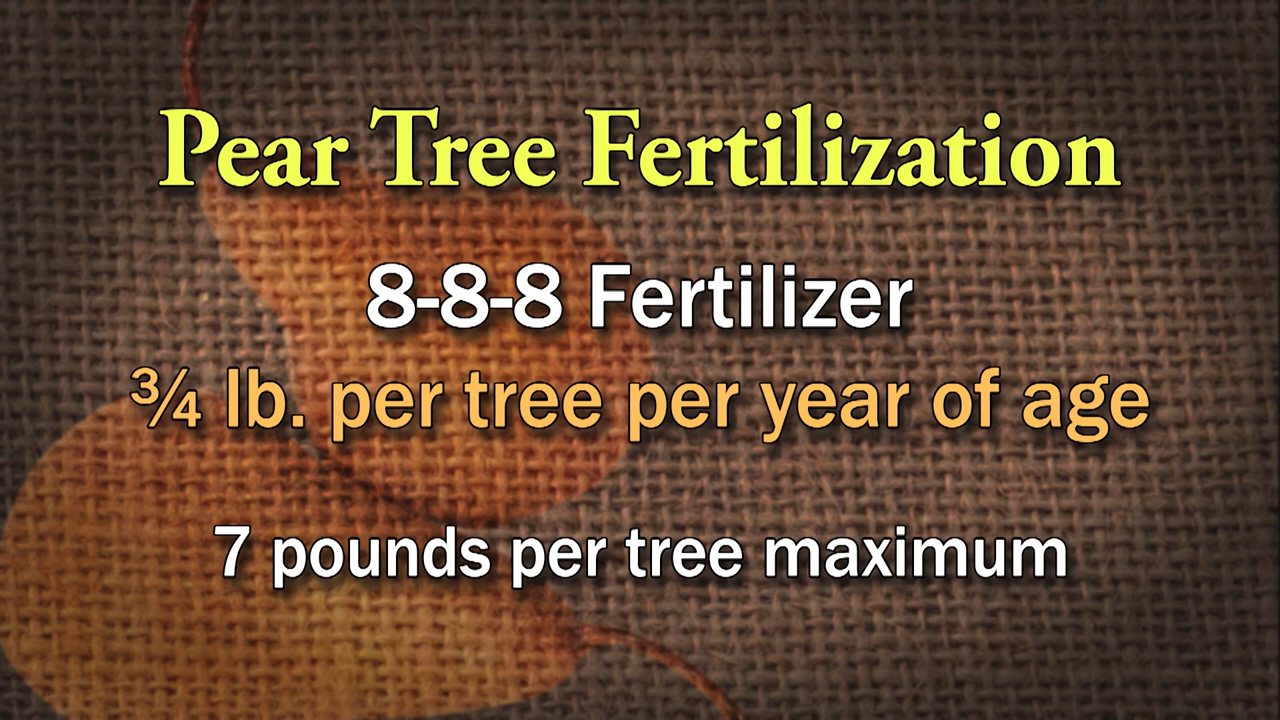 Pear Tree Fertilization
8-8-8 Fertilizer
¾ lb. per tree per year of age
7 pounds per tree maximum